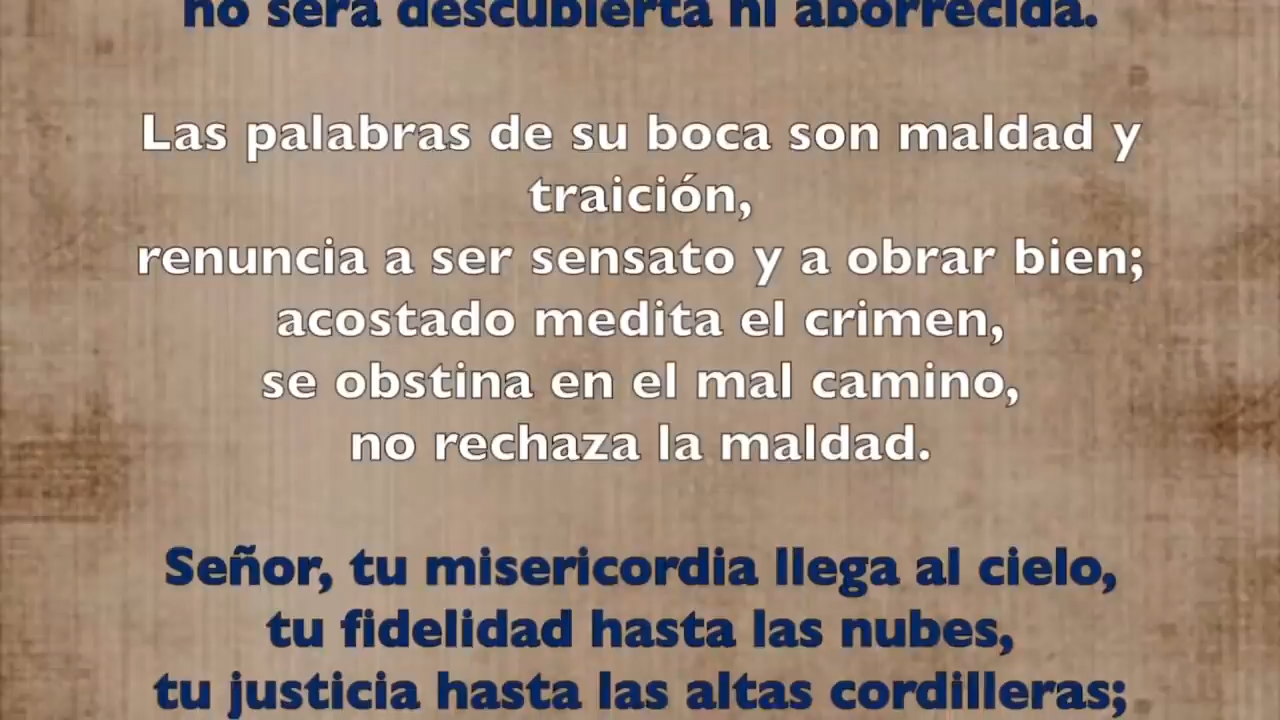 no será descubierta ni aborrecida.
Las palabras de su boca son maldad y
traición,
renuncia a ser sensato y a obrar bien;
acostado medita el crimen,
se obstina en el mal camino,
no rechaza la maldad.
Señor, tu misericordia llega al cielo,
tu fidelidad hasta las nubes,
tu justicia hasta las altas cordilleras;